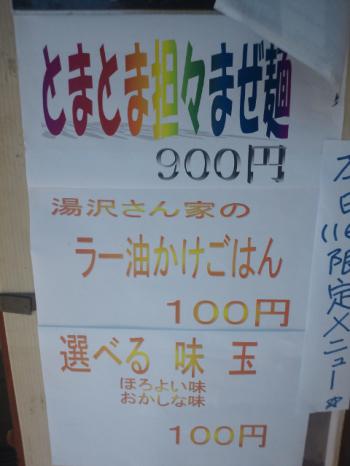 とまとま担々まぜ麺
900円
湯沢さん家の
ラー油かけごはん
100円
選べる 味玉
ほろよい味
おかしな味
100円
限定メニュー☆